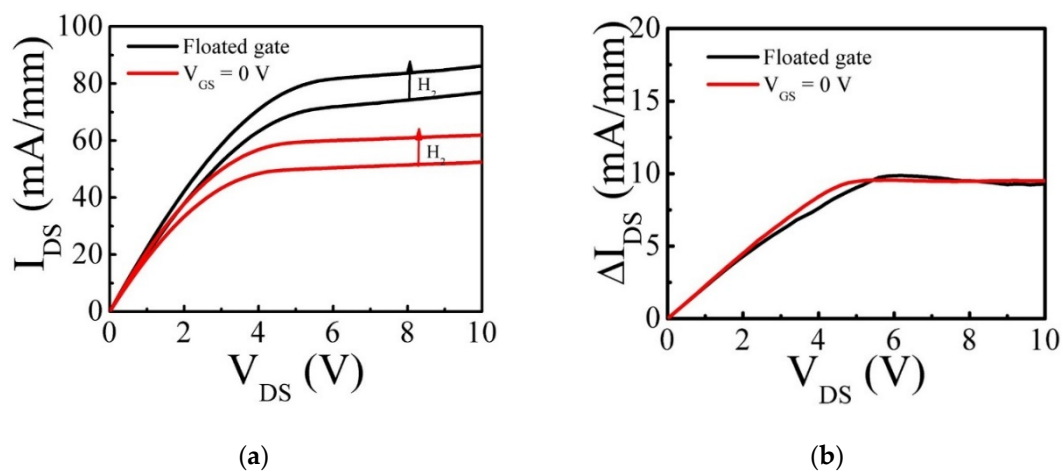 100
80
60
40
20
0
I_DS (mA/mm)
Floated gate
V_GS = 0 V
H_2
H_2
0 2 4 6 8 10
V_DS (V)
(a)
20
15
10
5
0
ΔI_DS (mA/mm)
Floated gate
V_GS = 0 V
0 2 4 6 8 10
V_DS (V)
(b)